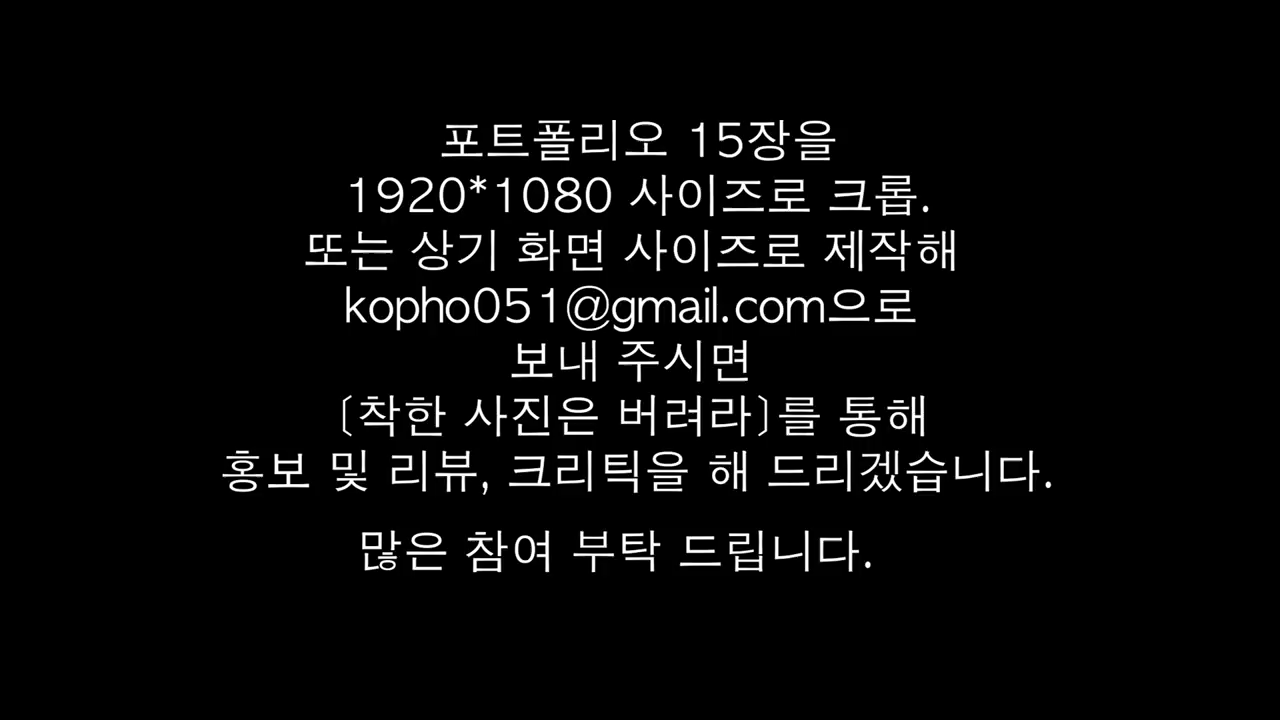 포트폴리오 15장을
1920*1080 사이즈로 크롭.
또는 상기 화면 사이즈로 제작해
kopho051@gmail.com으로
보내 주시면
〔착한 사진은 버려라〕를 통해
홍보 및 리뷰, 크리틱을 해 드리겠습니다.
많은 참여 부탁 드립니다.